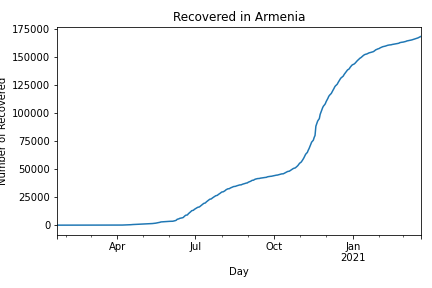 Recovered in Armenia
Number of Recovered
175000
150000
125000
100000
75000
50000
25000
0
Apr
Jul
Oct
Jan
2021
Day